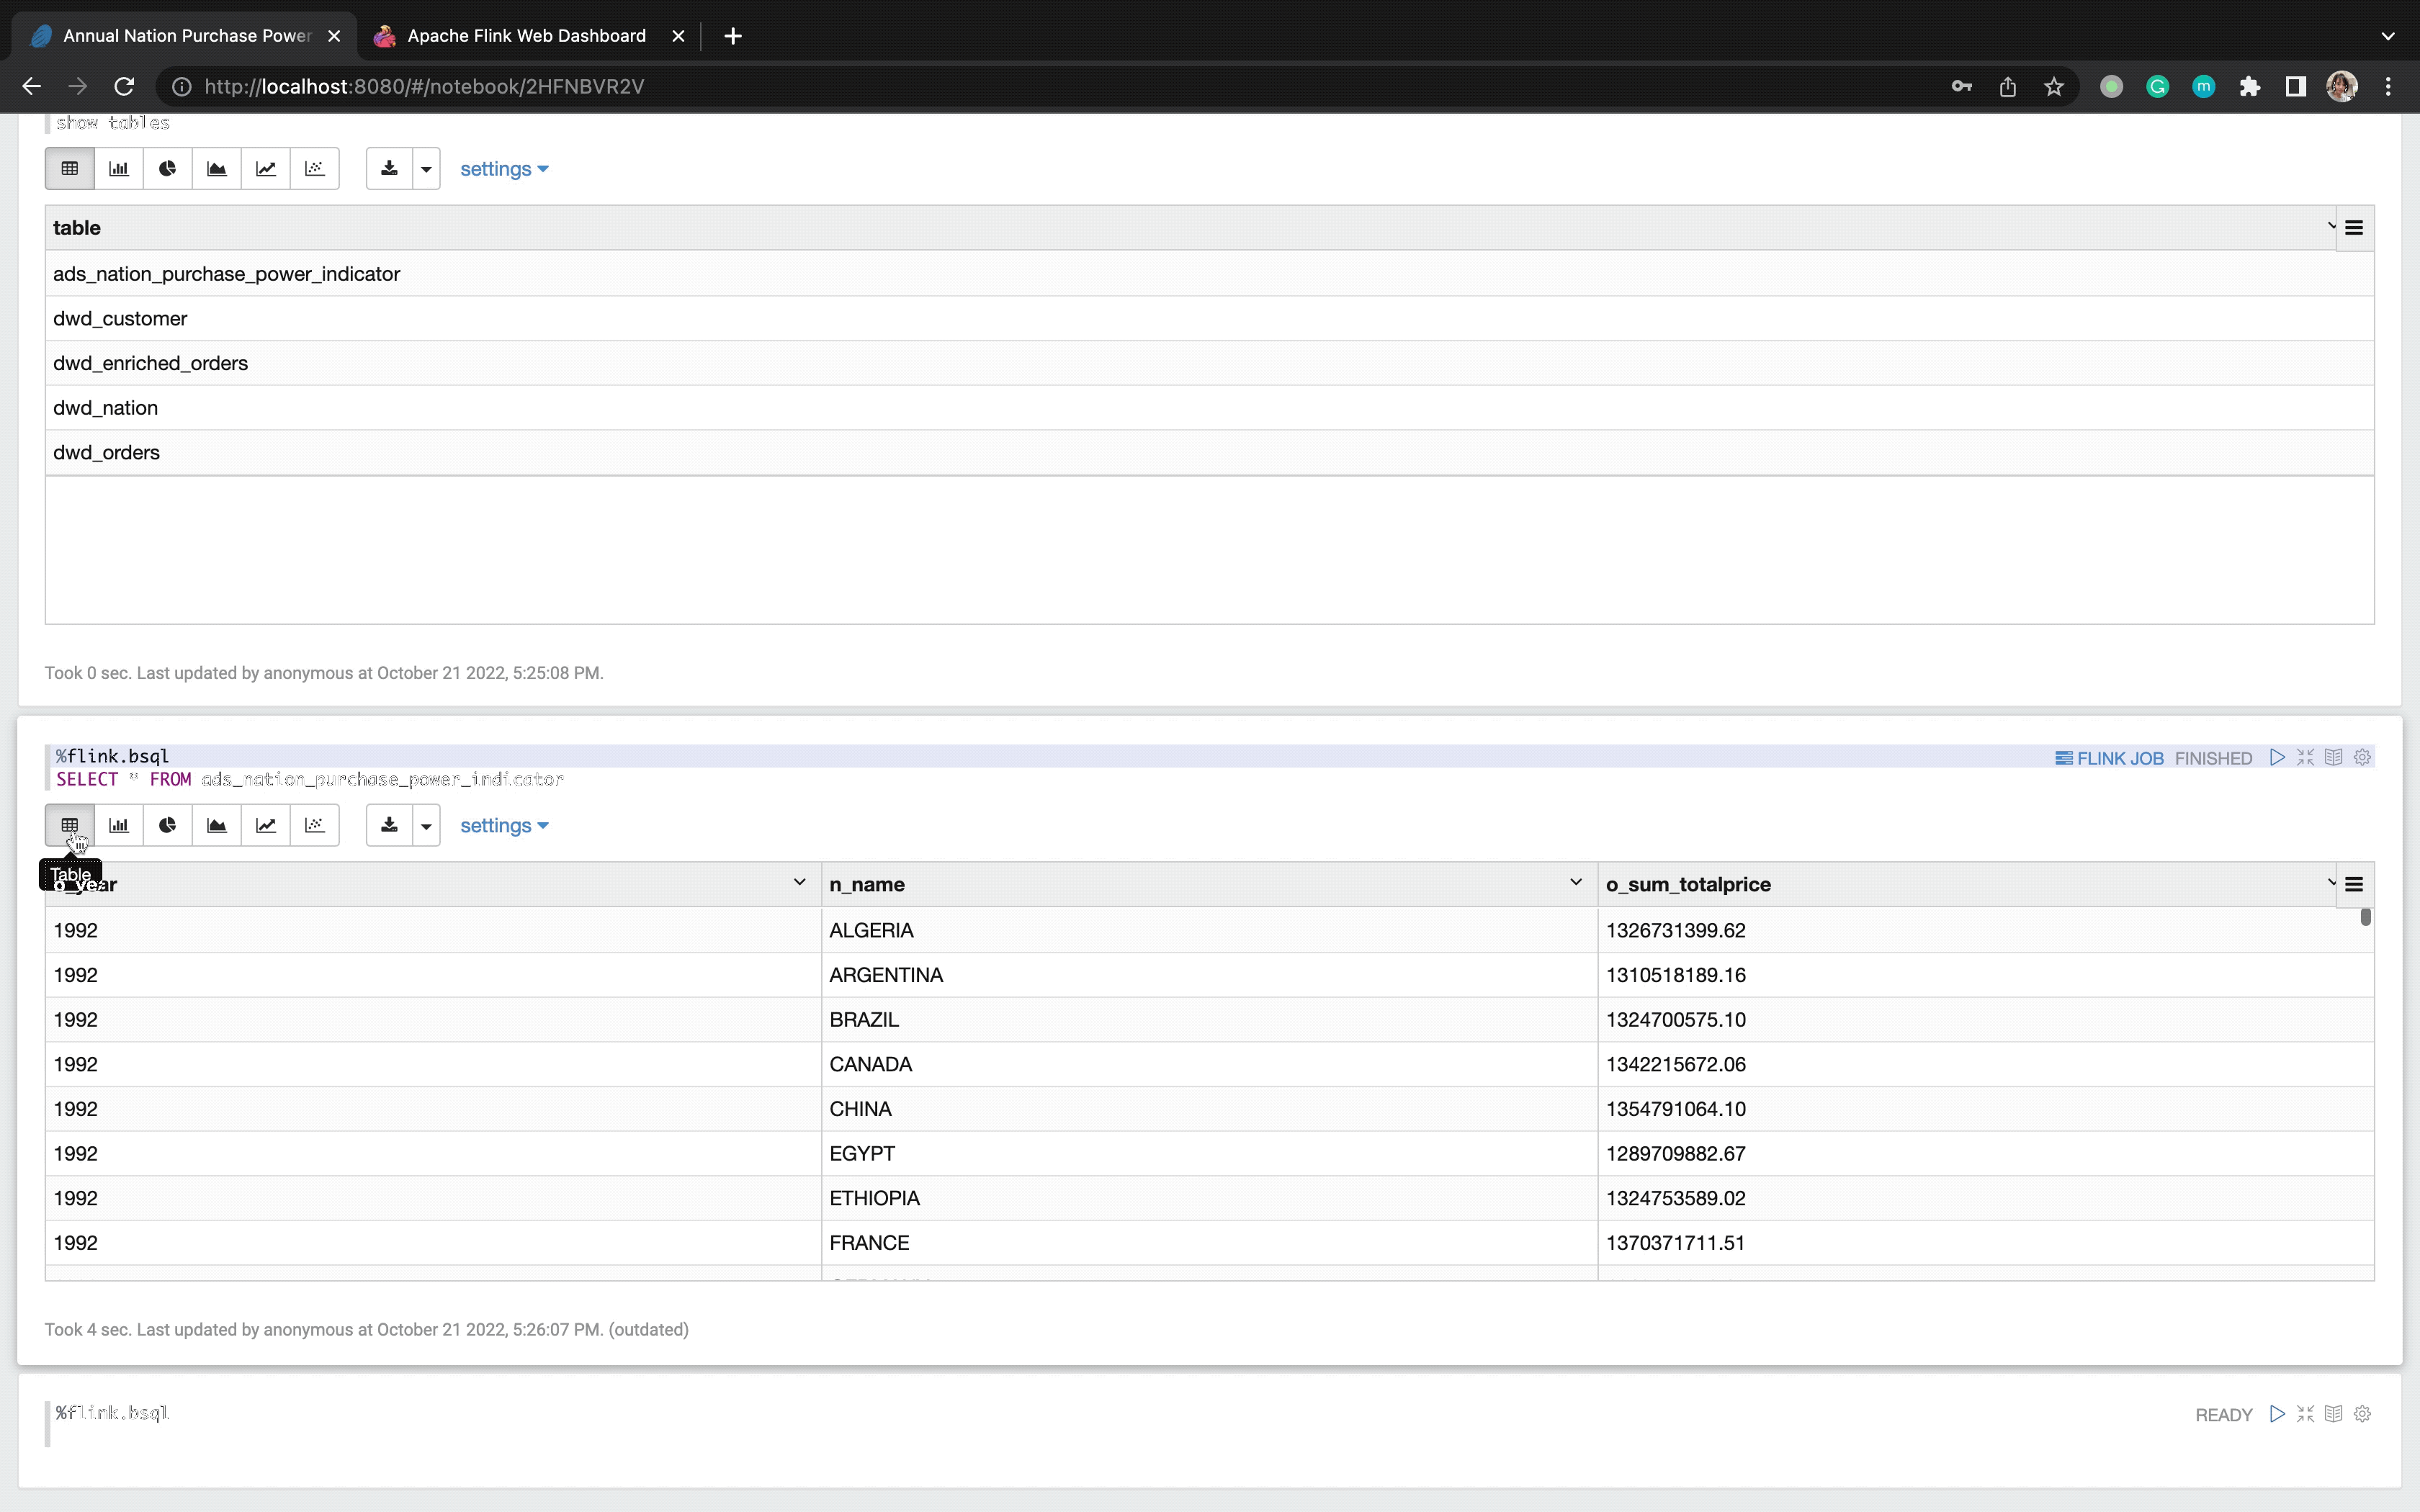 Annual Nation Purchase Power
Apache Flink Web Dashboard
http://localhost:8080/#/notebook/2HFNBVR2V
show tables
settings
table
ads_nation_purchase_power_indicator
dwd_customer
dwd_enriched_orders
dwd_nation
dwd_orders
Took 0 sec. Last updated by anonymous at October 21 2022, 5:25:08 PM.
%flink.bsql
FLINK JOB FINISHED
SELECT * FROM ads_nation_purchase_power_indicator
settings
Table
o_year n_name o_sum_totalprice
1992 ALGERIA 1326731399.62
1992 ARGENTINA 1310518189.16
1992 BRAZIL 1324700575.10
1992 CANADA 1342215672.06
1992 CHINA 1354791064.10
1992 EGYPT 1289709882.67
1992 ETHIOPIA 1324753589.02
1992 FRANCE 1370371711.51
Took 4 sec. Last updated by anonymous at October 21 2022, 5:26:07 PM. (outdated)
%flink.bsql
READY